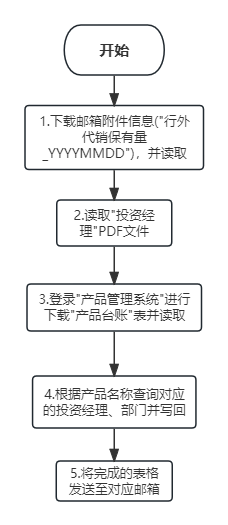 开始
1.下载邮箱附件信息("行外
代销保有量
_YYYYMMDD")，并读取
2.读取"投资经
理"PDF文件
3.登录"产品管理系统"进行
下载"产品台账"表并读取
4.根据产品名称查询对应
的投资经理、部门并写回
5.将完成的表格
发送至对应邮箱